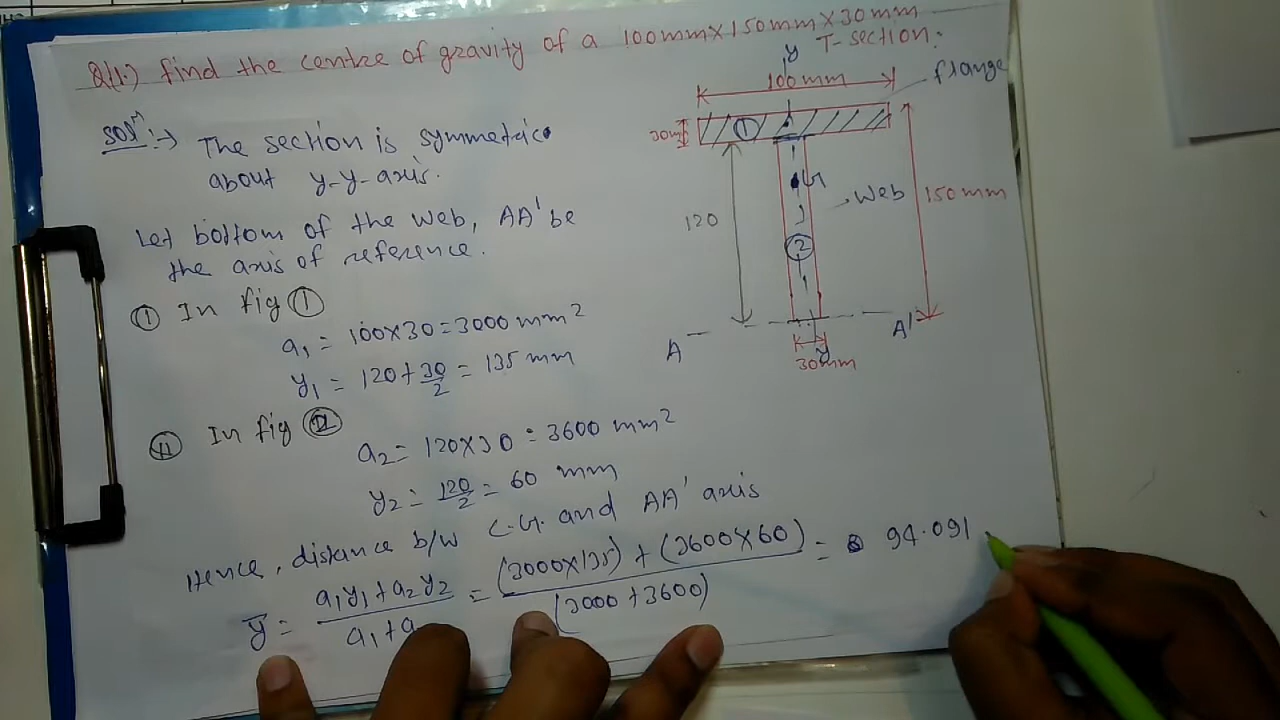 Q(1.) find the centre of gravity of a 100mm×150mm×30mm
T-section:
Solⁿ:→ The section is symmetric
about y-y-axis.
Let bottom of the web, AA' be
the axis of reference.
① In fig ①
a₁ = 100×30 = 3000 mm²
y₁ = 120+30/2 = 135 mm
⑪ In fig ②
a₂ = 120×30 = 3600 mm²
y₂ = 120/2 = 60 mm
Hence, distance b/w C.G. and AA' axis
ȳ = a₁y₁+a₂y₂ / a₁+a = (3000×135) + (3600×60) / (3000+3600) = 94.091
y
100mm
flange
30mm
①
G
web
150mm
120
②
A
A'
y
30mm